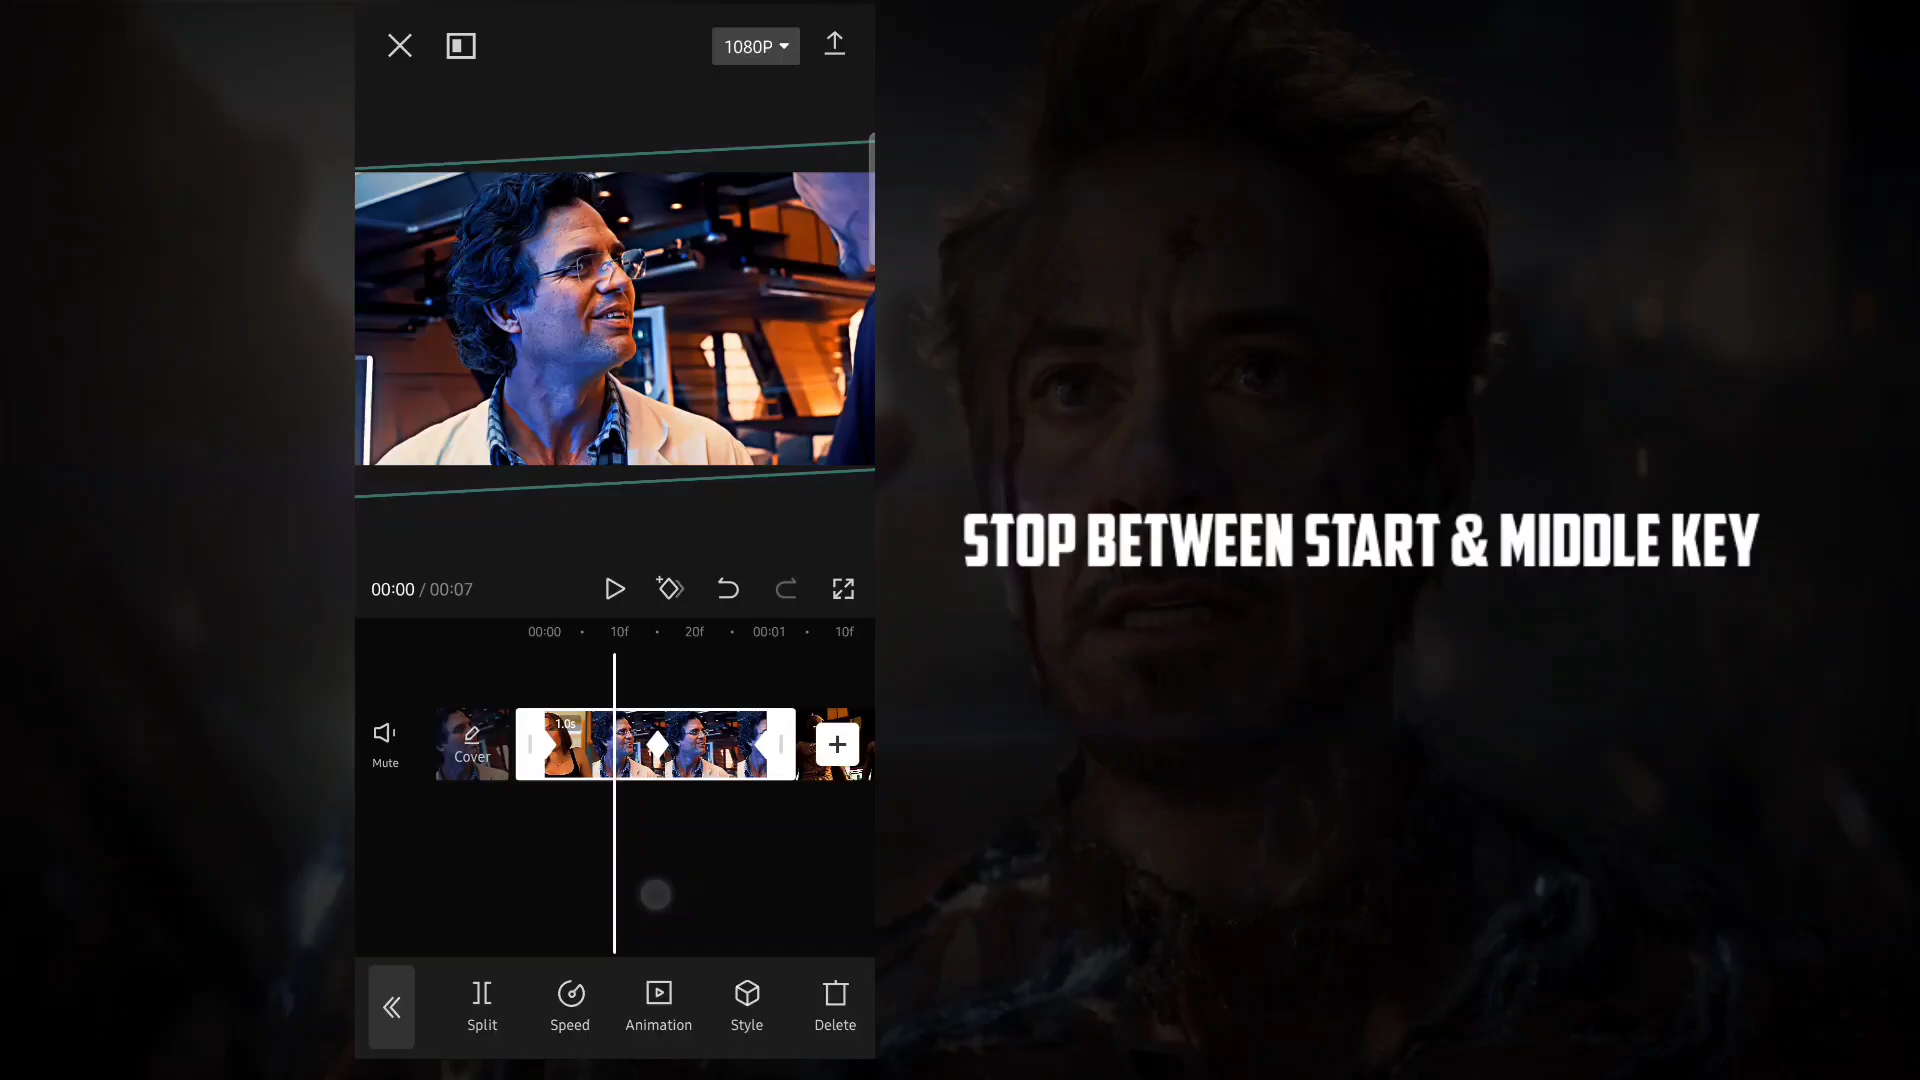 1080P
STOP BETWEEN START & MIDDLE KEY
00:00 / 00:07
00:00 10f 20f 00:01 10f
1.0s
Mute
Cover
Split Speed Animation Style Delete